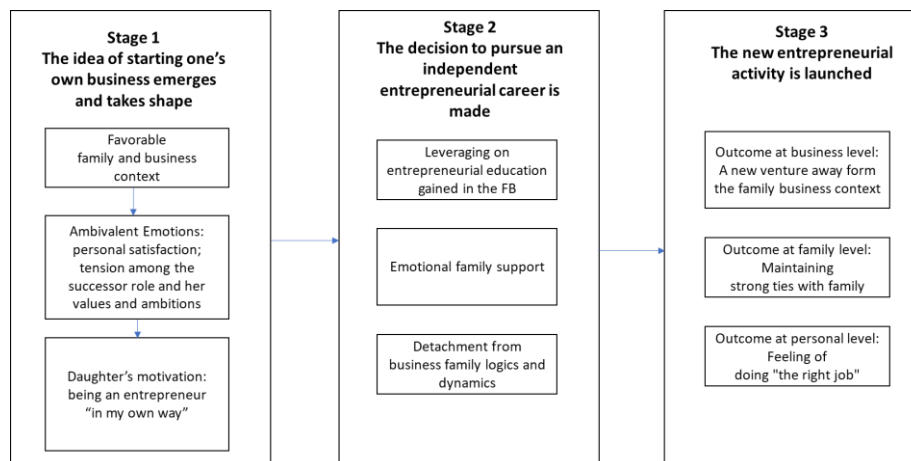 Stage 1
The idea of starting one's
own business emerges
and takes shape
Favorable
family and business
context
Ambivalent Emotions:
personal satisfaction;
tension among the
successor role and her
values and ambitions
Daughter's motivation:
being an entrepreneur
“in my own way”
Stage 2
The decision to pursue an
independent
entrepreneurial career is
made
Leveraging on
entrepreneurial education
gained in the FB
Emotional family support
Detachment from
business family logics and
dynamics
Stage 3
The new entrepreneurial
activity is launched
Outcome at business level:
A new venture away form
the family business context
Outcome at family level:
Maintaining
strong ties with family
Outcome at personal level:
Feeling of
doing "the right job"